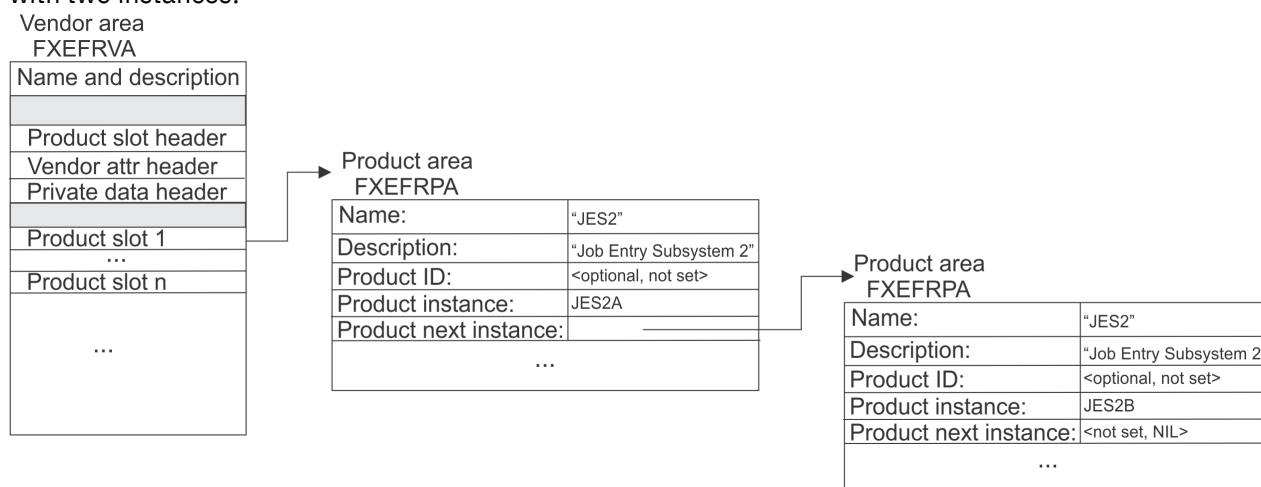 with two instances.
Vendor area
FXEFRVA
Name and description
Product slot header
Vendor attr header
Private data header
Product slot 1
...
Product slot n
...
Product area
FXEFRPA
Name: "JES2"
Description: "Job Entry Subsystem 2"
Product ID: <optional, not set>
Product instance: JES2A
Product next instance:
...
Product area
FXEFRPA
Name: "JES2"
Description: "Job Entry Subsystem 2
Product ID: <optional, not set>
Product instance: JES2B
Product next instance: <not set, NIL>
...